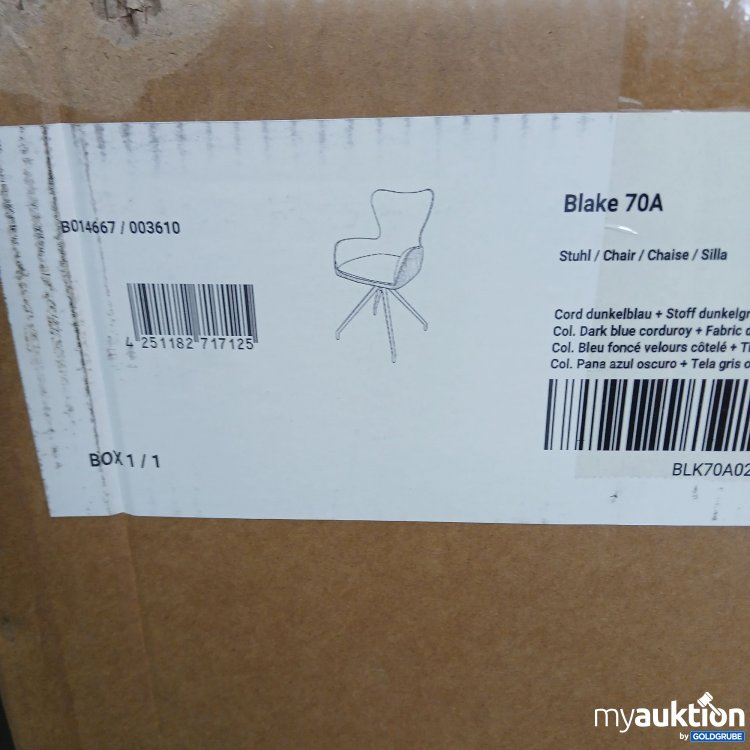 Blake 70A
B014667 / 003610
Stuhl / Chair / Chaise / Silla
Cord dunkelblau + Stoff dunkelgr
Col. Dark blue corduroy + Fabric
Col. Bleu foncé velours côtelé +
Col. Pana azul oscuro + Tela gris
4 251182 717125
BOX 1 / 1
BLK70A02
myauktion
by GOLDGRUBE